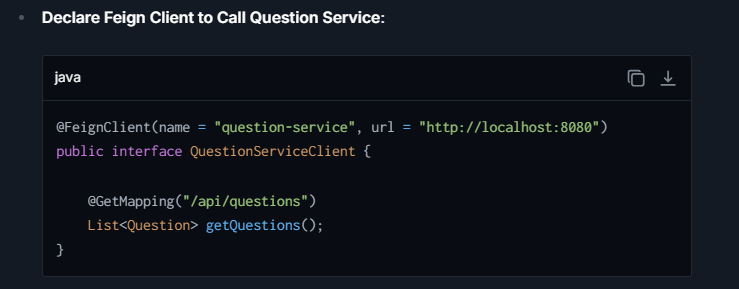 Declare Feign Client to Call Question Service:
java
@FeignClient(name = "question-service", url = "http://localhost:8080")
public interface QuestionServiceClient {
@GetMapping("/api/questions")
List<Question> getQuestions();
}